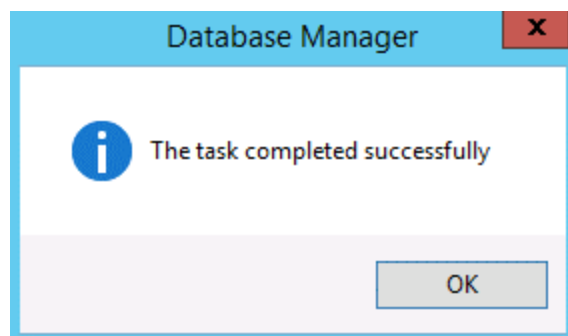 Database Manager
x
The task completed successfully
OK